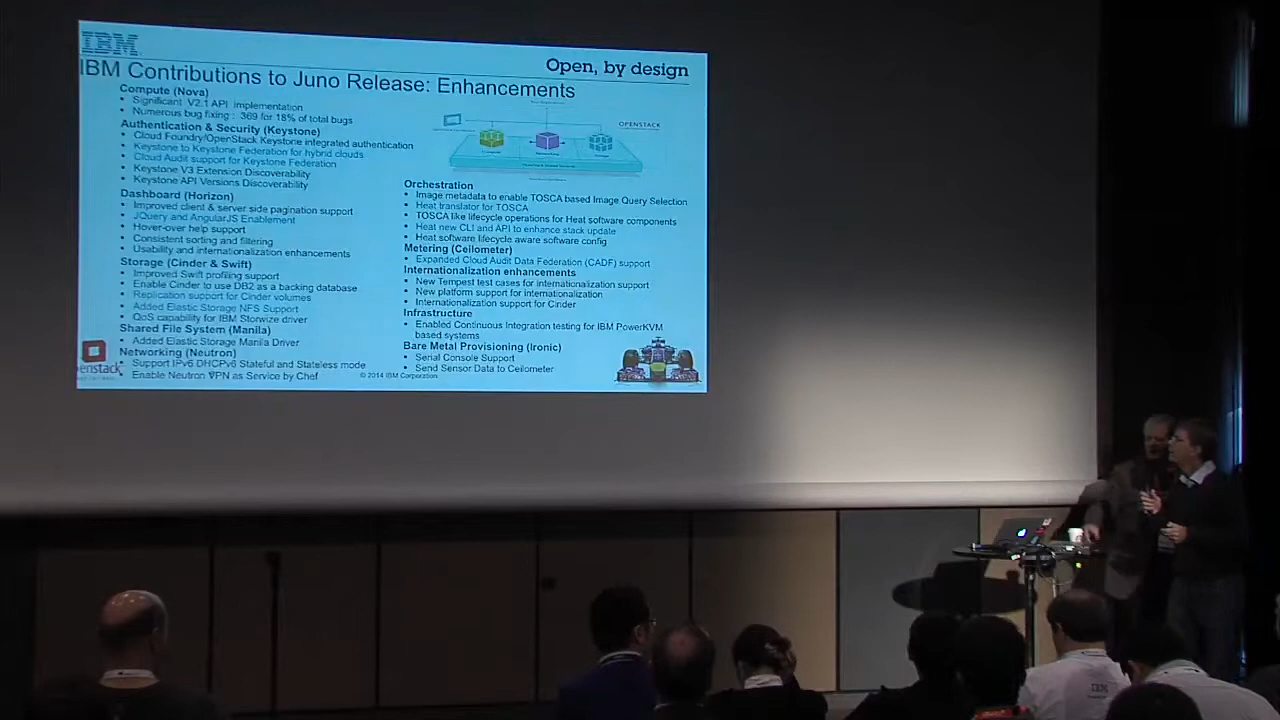 IBM
Open, by design
IBM Contributions to Juno Release: Enhancements
Compute (Nova)
• Significant V2.1 API implementation
• Numerous bug fixing : 369 for 18% of total bugs
Authentication & Security (Keystone)
• Cloud Foundry/OpenStack Keystone integrated authentication
• Keystone to Keystone Federation for hybrid clouds
• Cloud Audit support for Keystone Federation
• Keystone V3 Extension Discoverability
• Keystone API Versions Discoverability
Dashboard (Horizon)
• Improved client & server side pagination support
• JQuery and AngularJS Enablement
• Hover-over help support
• Consistent sorting and filtering
• Usability and internationalization enhancements
Storage (Cinder & Swift)
• Improved Swift profiling support
• Enable Cinder to use DB2 as a backing database
• Replication support for Cinder volumes
• Added Elastic Storage NFS Support
• QoS capability for IBM Storwize driver
Shared File System (Manila)
• Added Elastic Storage Manila Driver
Networking (Neutron)
• Support IPv6 DHCPv6 Stateful and Stateless mode
• Enable Neutron VPN as Service by Chef
OPENSTACK
Orchestration
• Image metadata to enable TOSCA based Image Query Selection
• Heat translator for TOSCA
• TOSCA like lifecycle operations for Heat software components
• Heat new CLI and API to enhance stack update
• Heat software lifecycle aware software config
Metering (Ceilometer)
• Expanded Cloud Audit Data Federation (CADF) support
Internationalization enhancements
• New Tempest test cases for internationalization support
• New platform support for internationalization
• Internationalization support for Cinder
Infrastructure
• Enabled Continuous Integration testing for IBM PowerKVM
based systems
Bare Metal Provisioning (Ironic)
• Serial Console Support
• Send Sensor Data to Ceilometer
enstack
© 2014 IBM Corporation
IBM